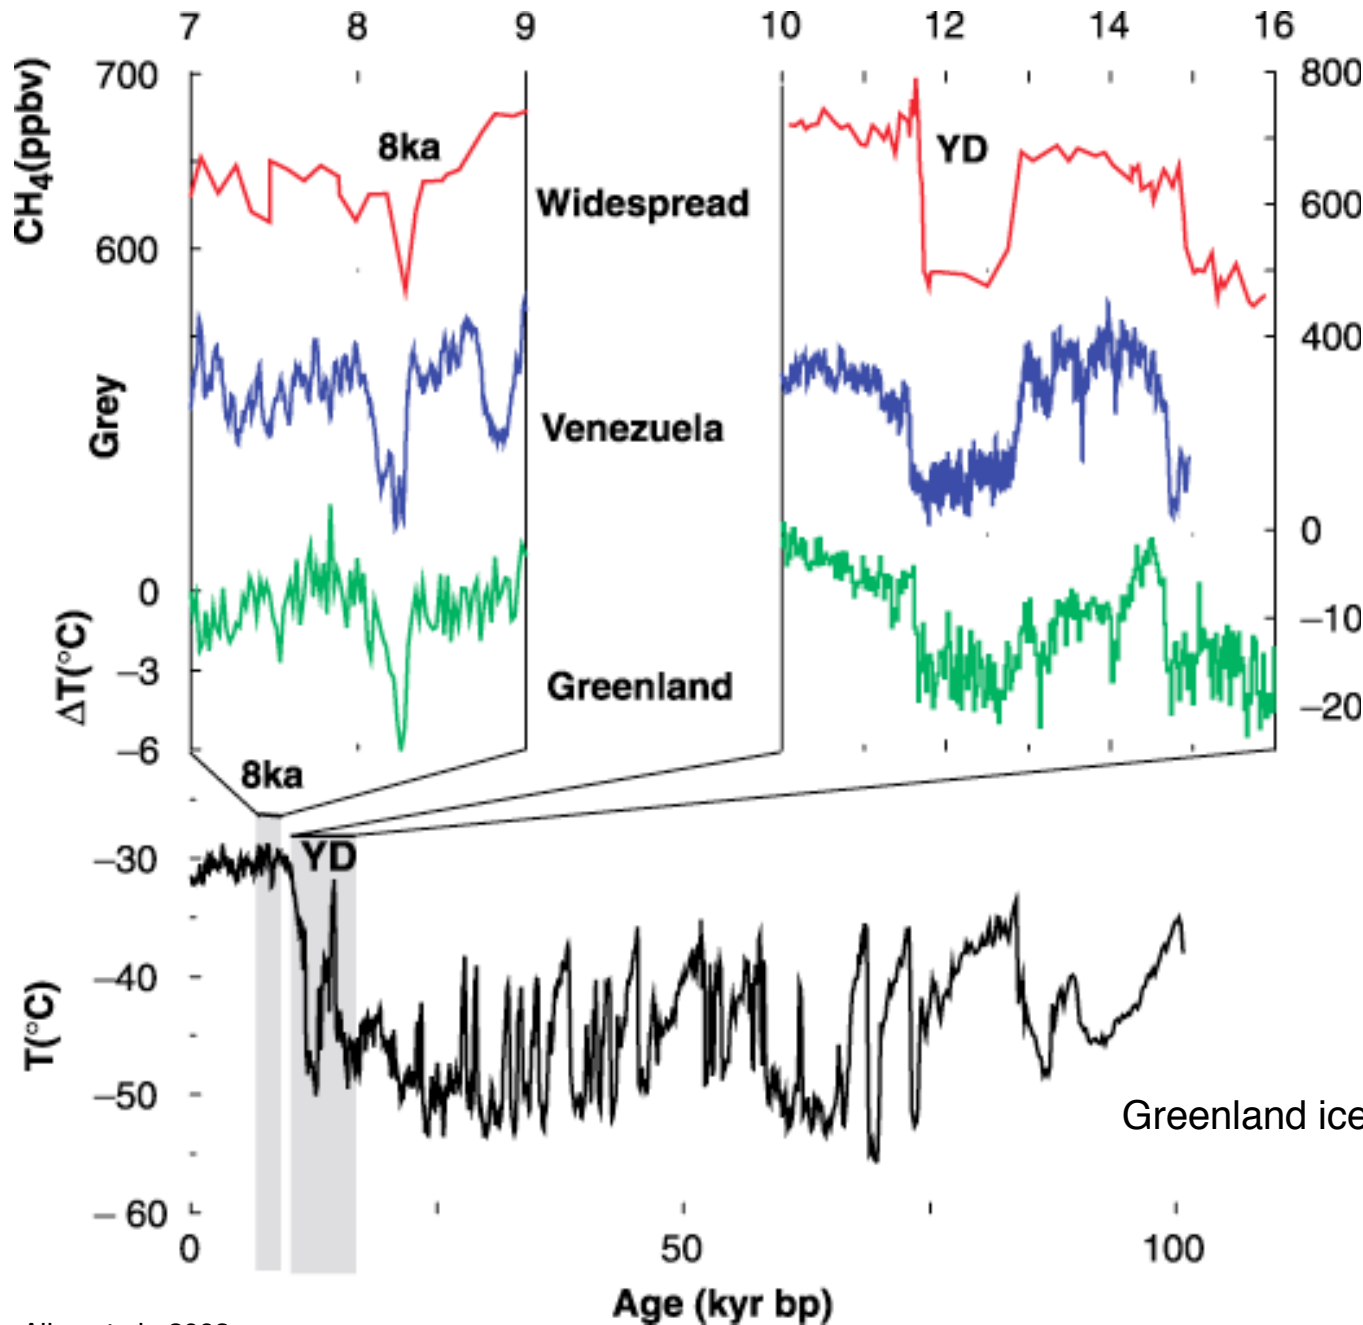 7 8 9 10 12 14 16
700 800
CH4(ppbv)
8ka YD
Widespread 600
600
400
Grey
Venezuela
0
0
ΔT(°C)
–10
–3
Greenland
–20
–6
8ka
–30 YD
–40
T(°C)
–50
Greenland ice
–60
0 50 100
Age (kyr bp)